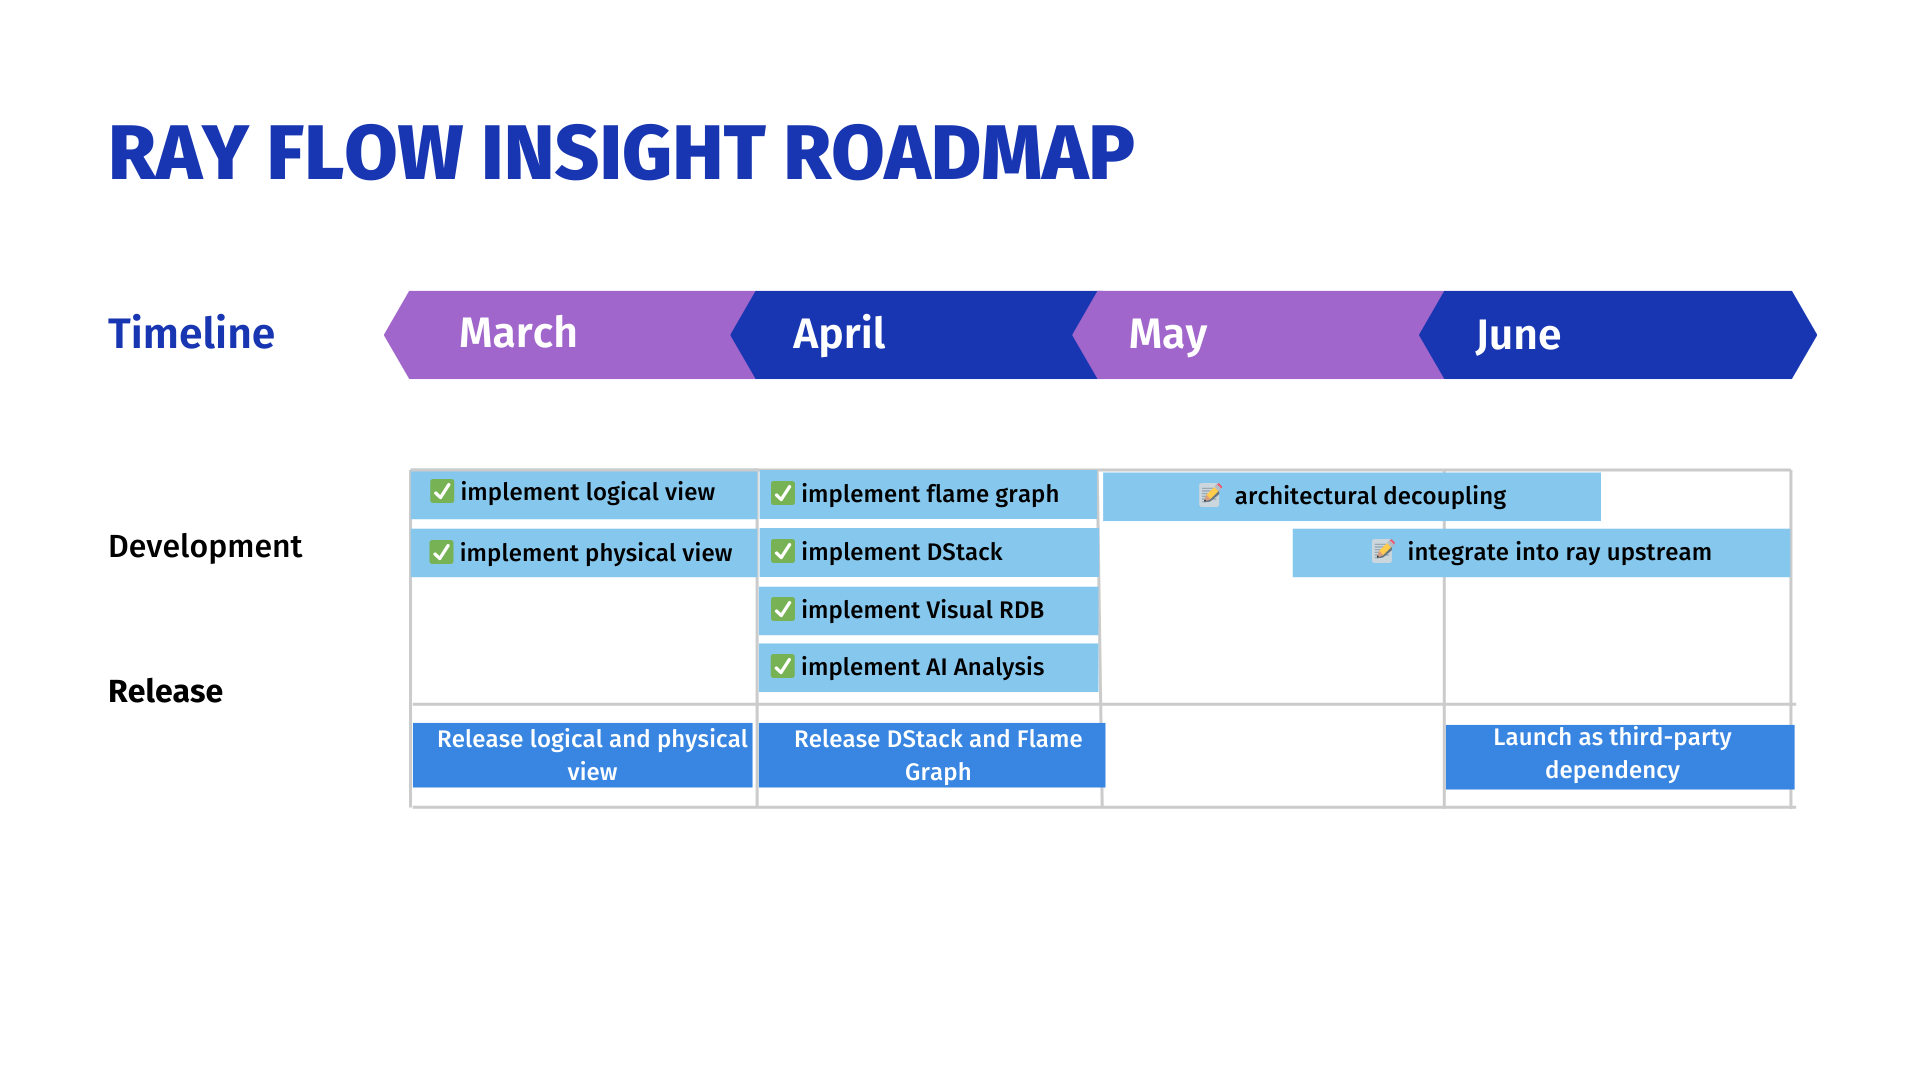 RAY FLOW INSIGHT ROADMAP
Timeline
March
April
May
June
Development
✅ implement logical view
✅ implement flame graph
📝 architectural decoupling
✅ implement physical view
✅ implement DStack
📝 integrate into ray upstream
✅ implement Visual RDB
✅ implement AI Analysis
Release
Release logical and physical
view
Release DStack and Flame
Graph
Launch as third-party
dependency